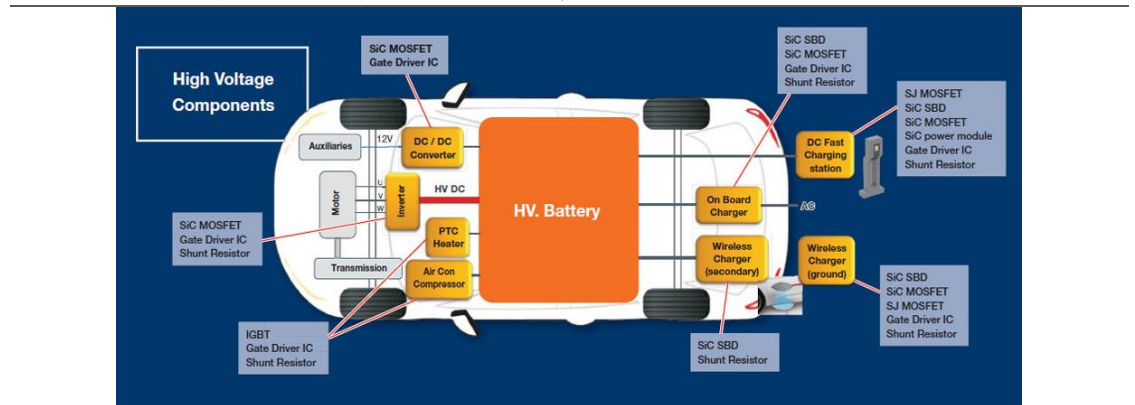 High Voltage
Components
SiC MOSFET
Gate Driver IC
SiC SBD
SiC MOSFET
Gate Driver IC
Shunt Resistor
SJ MOSFET
SiC SBD
SiC MOSFET
SiC power module
Gate Driver IC
Shunt Resistor
Auxiliaries
12V
DC / DC
Converter
DC Fast
Charging
station
Motor
U
V
W
Inverter
HV DC
HV. Battery
On Board
Charger
AC
SiC MOSFET
Gate Driver IC
Shunt Resistor
PTC
Heater
Transmission
Air Con
Compressor
Wireless
Charger
(secondary)
Wireless
Charger
(ground)
SiC SBD
SiC MOSFET
SJ MOSFET
Gate Driver IC
Shunt Resistor
IGBT
Gate Driver IC
Shunt Resistor
SiC SBD
Shunt Resistor